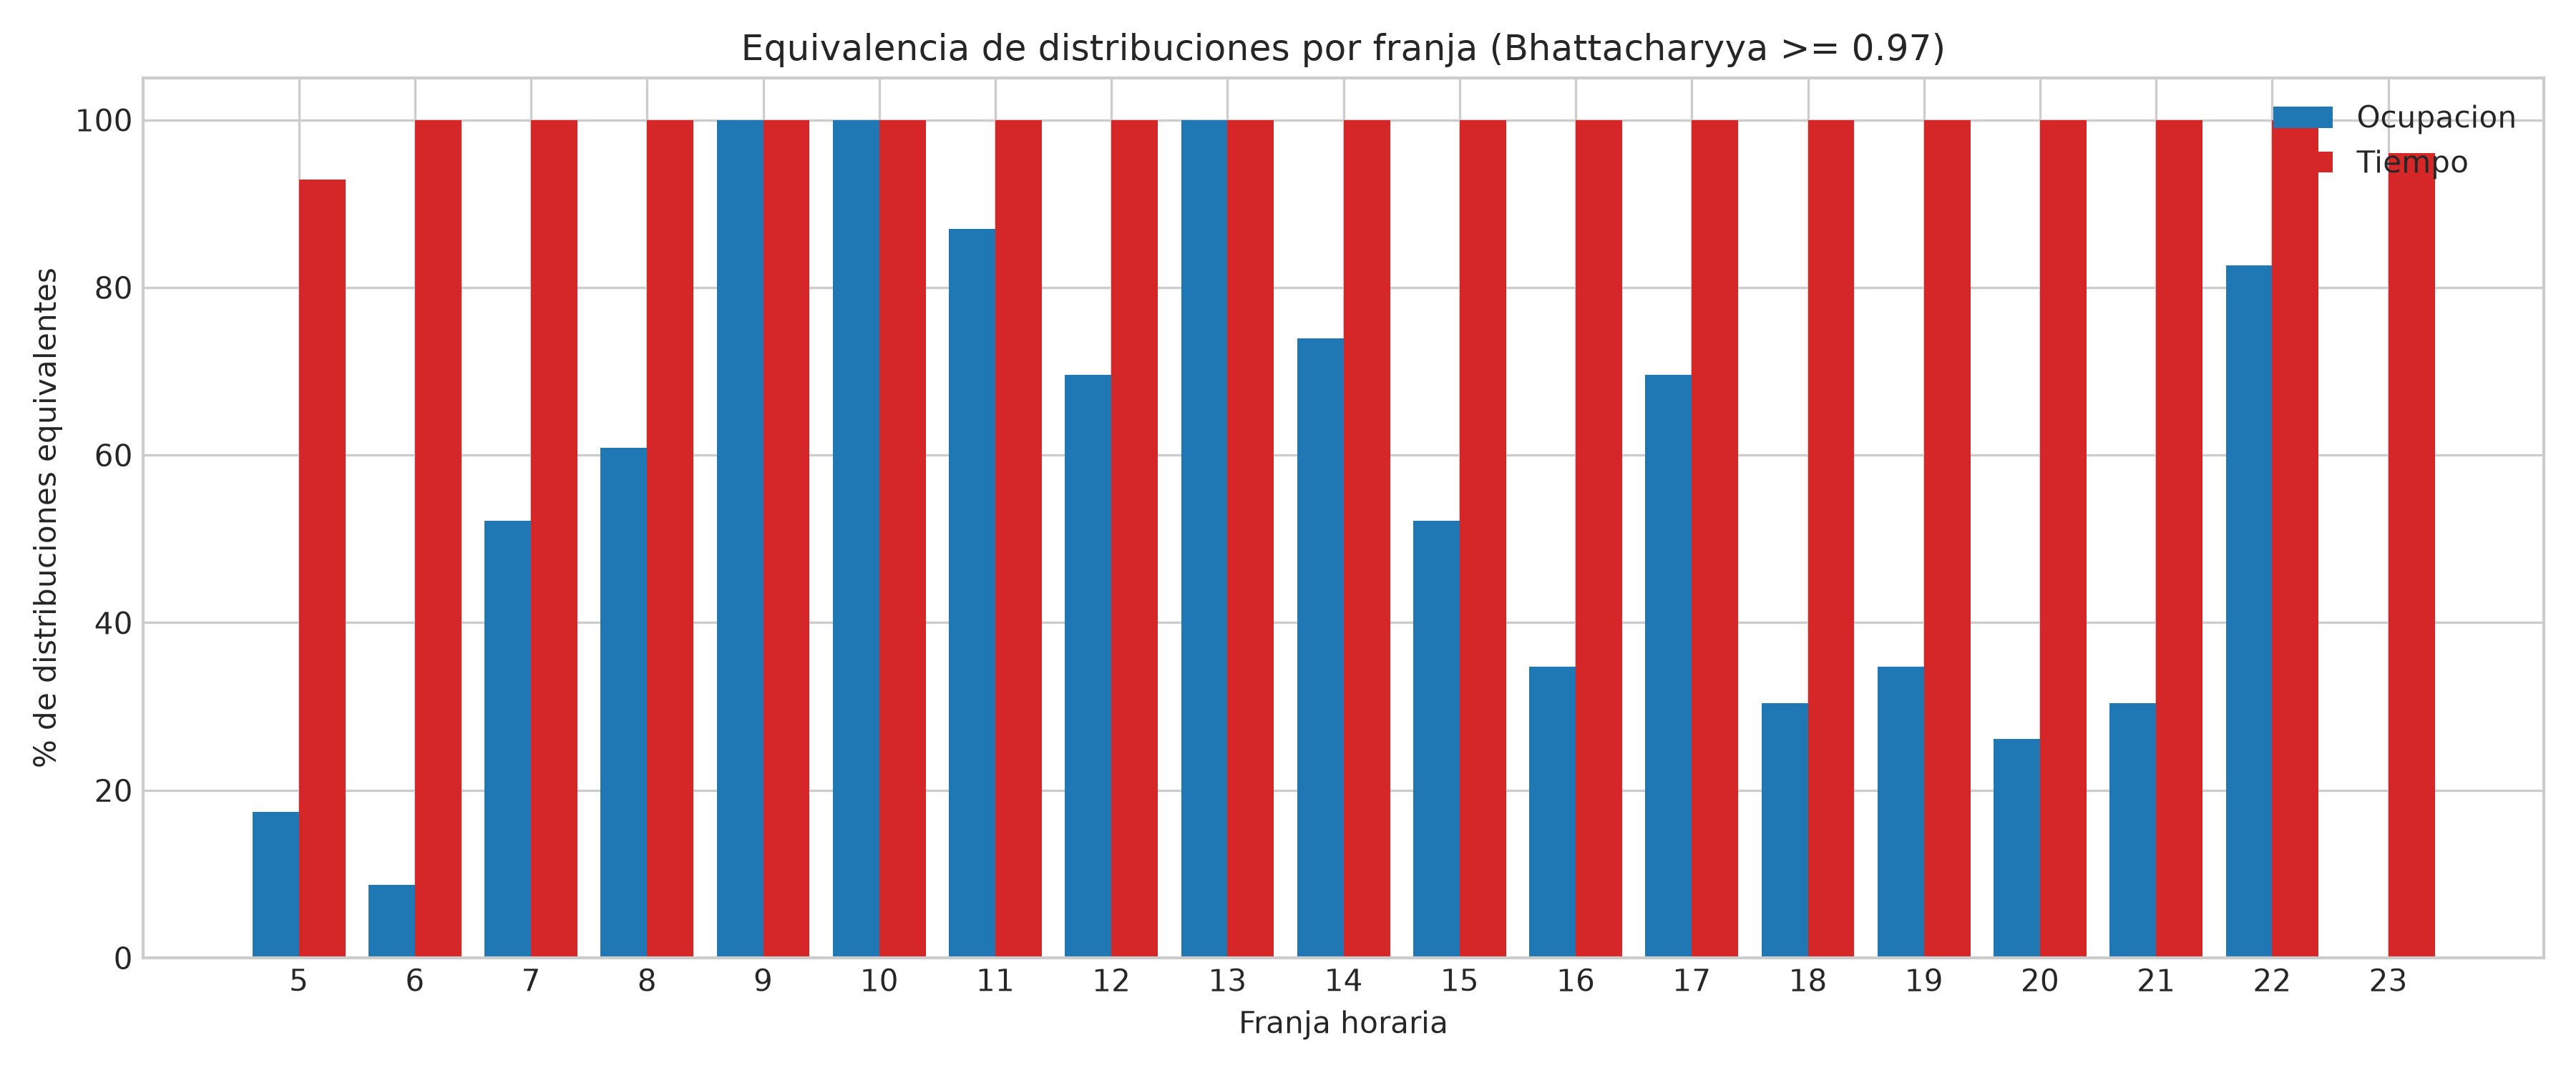 Equivalencia de distribuciones por franja (Bhattacharyya >= 0.97)
% de distribuciones equivalentes
100
80
60
40
20
0
Ocupacion
Tiempo
5 6 7 8 9 10 11 12 13 14 15 16 17 18 19 20 21 22 23
Franja horaria